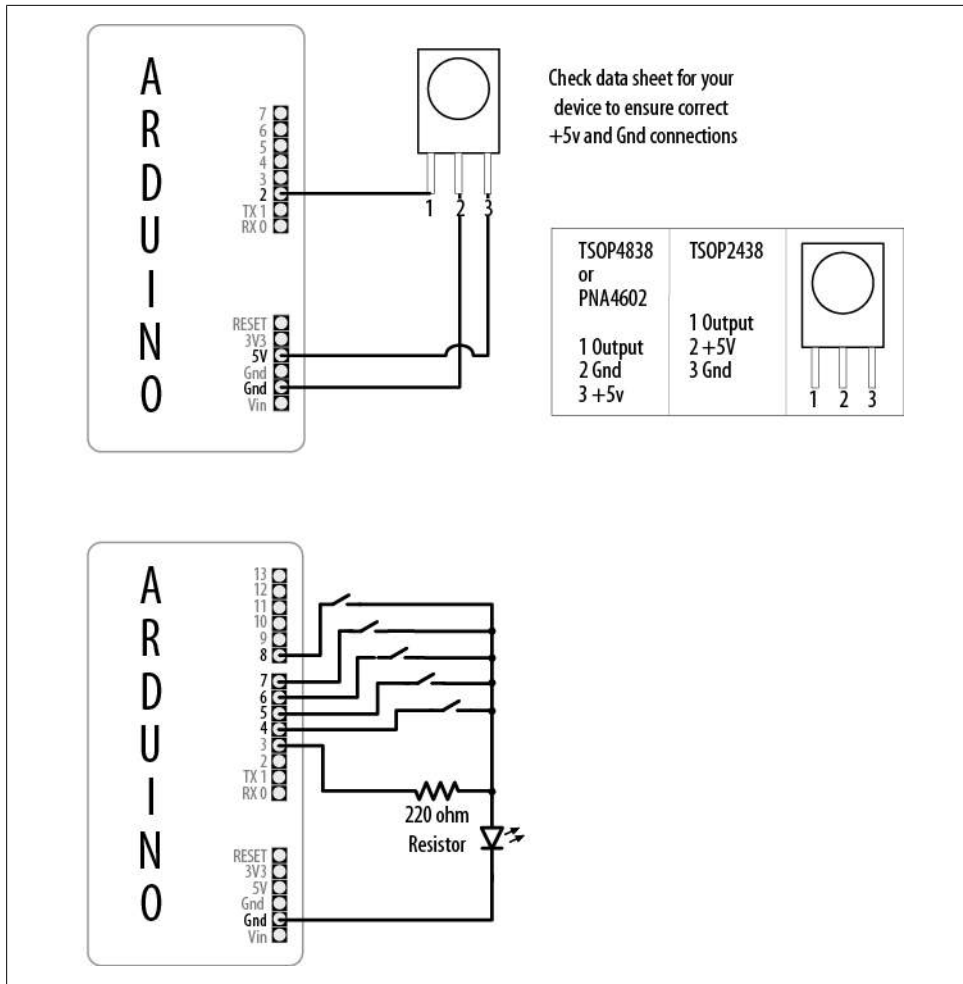 ARDUINO
7
6
5
4
3
2
TX 1
RX 0
RESET
3V3
5V
Gnd
Gnd
Vin
1 2 3
Check data sheet for your
device to ensure correct
+5v and Gnd connections
TSOP4838
or
PNA4602
1 Output
2 Gnd
3 +5v
TSOP2438
1 Output
2 +5V
3 Gnd
1 2 3
ARDUINO
13
12
11
10
9
8
7
6
5
4
3
2
TX 1
RX 0
RESET
3V3
5V
Gnd
Gnd
Vin
220 ohm
Resistor